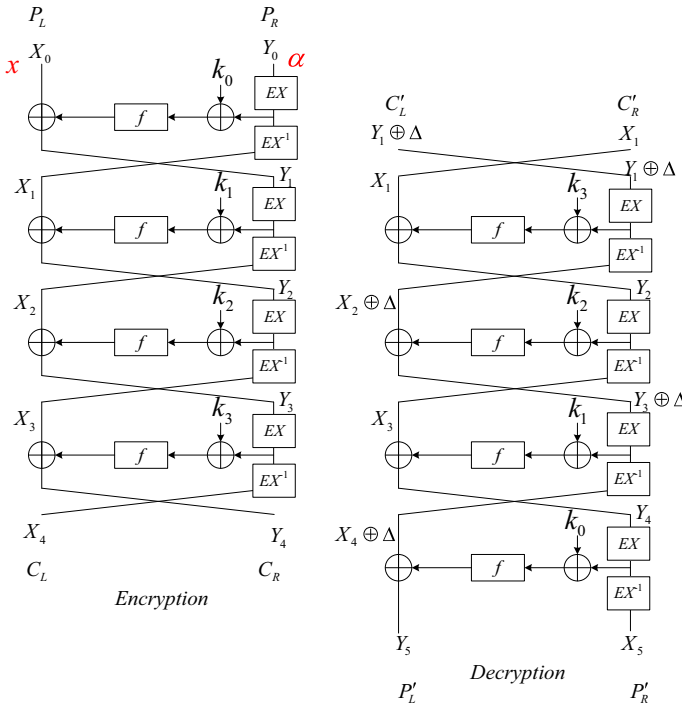 P_L P_R
x X_0 Y_0 α
k_0 EX
f
EX^{-1}
X_1 Y_1
k_1 EX
f
EX^{-1}
X_2 Y_2
k_2 EX
f
EX^{-1}
X_3 Y_3
k_3 EX
f
EX^{-1}
X_4 Y_4
C_L C_R
Encryption
C'_L C'_R
Y_1 ⊕ Δ X_1
X_1 Y_1 ⊕ Δ
k_3 EX
f
EX^{-1}
X_2 ⊕ Δ Y_2
k_2 EX
f
EX^{-1}
X_3 Y_3 ⊕ Δ
k_1 EX
f
EX^{-1}
X_4 ⊕ Δ Y_4
k_0 EX
f
EX^{-1}
Y_5 X_5
Decryption
P'_L P'_R